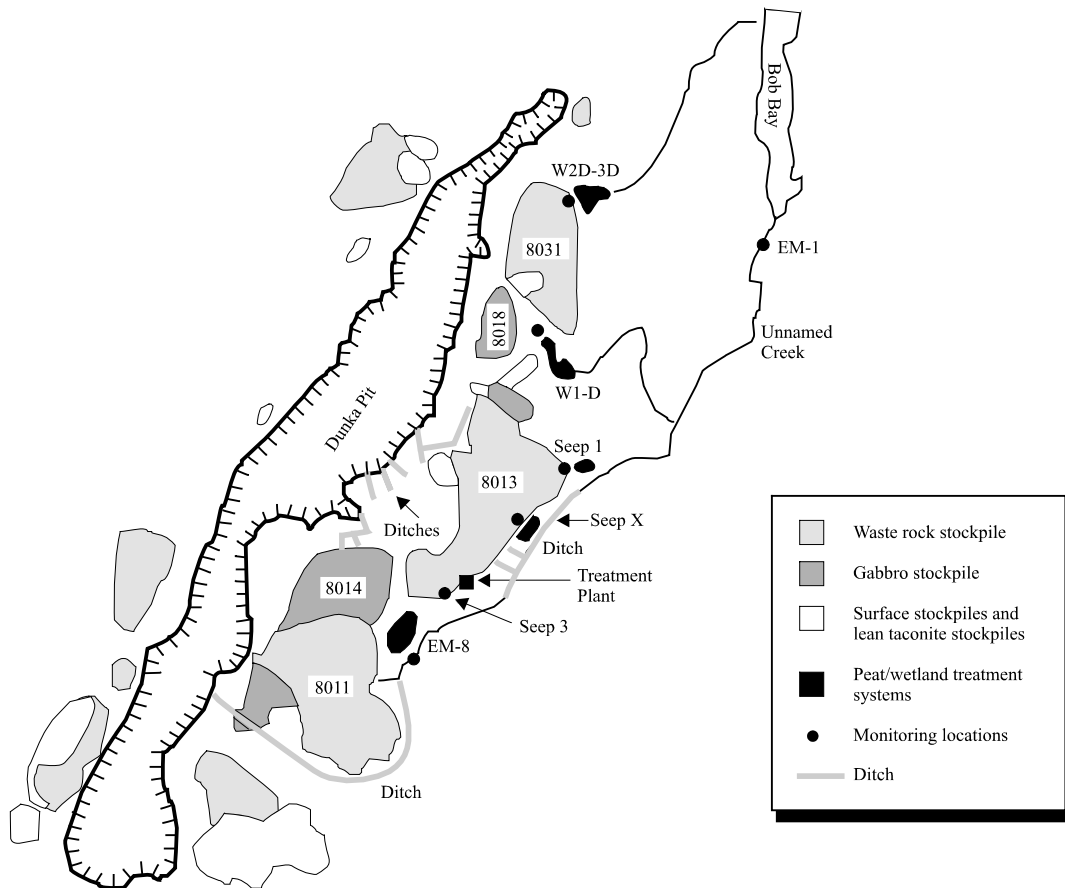 Bob Bay
W2D-3D
8031
EM-1
8018
Unnamed
Creek
W1-D
Dunka Pit
Seep 1
8013
Seep X
Ditches
Ditch
Treatment
Plant
8014
Seep 3
EM-8
8011
Ditch
Waste rock stockpile
Gabbro stockpile
Surface stockpiles and
lean taconite stockpiles
Peat/wetland treatment
systems
Monitoring locations
Ditch